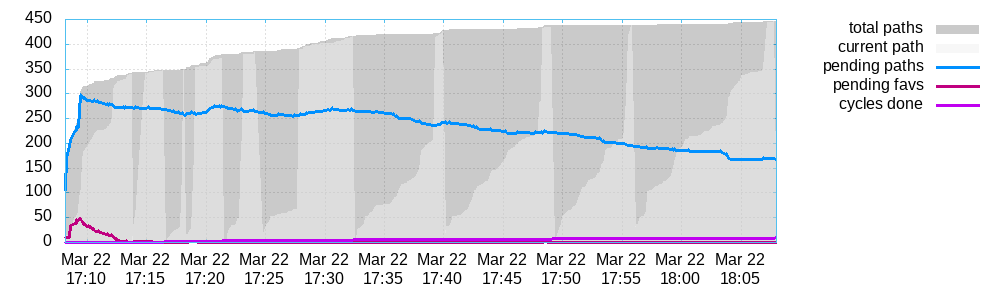 450
400
350
300
250
200
150
100
50
0
Mar 22 Mar 22 Mar 22 Mar 22 Mar 22 Mar 22 Mar 22 Mar 22 Mar 22 Mar 22 Mar 22 Mar 22
17:10 17:15 17:20 17:25 17:30 17:35 17:40 17:45 17:50 17:55 18:00 18:05
total paths
current path
pending paths
pending favs
cycles done